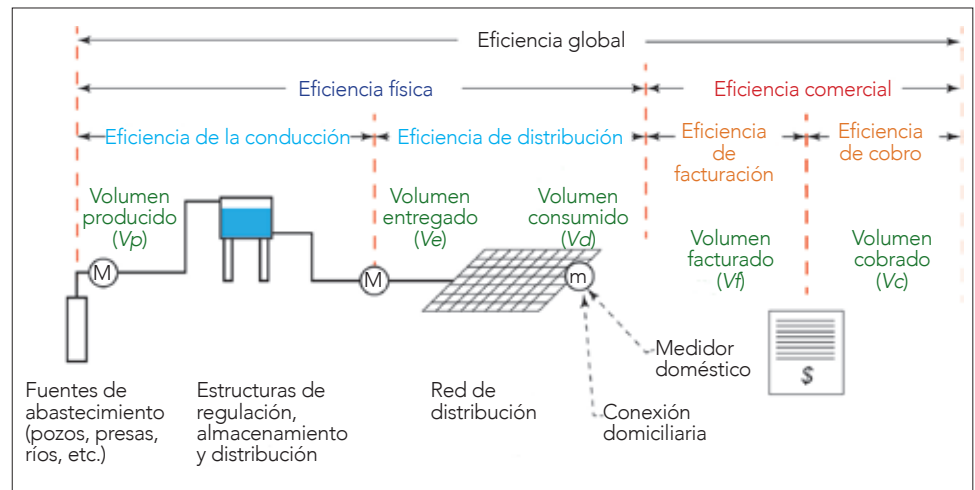 Eficiencia global
Eficiencia física
Eficiencia comercial
Eficiencia de la conducción
Eficiencia de distribución
Eficiencia
de
facturación
Eficiencia
de cobro
Volumen
producido
(Vp)
Volumen
entregado
(Ve)
Volumen
consumido
(Vd)
Volumen
facturado
(Vf)
Volumen
cobrado
(Vc)
M
M
m
$
Medidor
doméstico
Conexión
domiciliaria
Fuentes de
abastecimiento
(pozos, presas,
ríos, etc.)
Estructuras de
regulación,
almacenamiento
y distribución
Red de
distribución